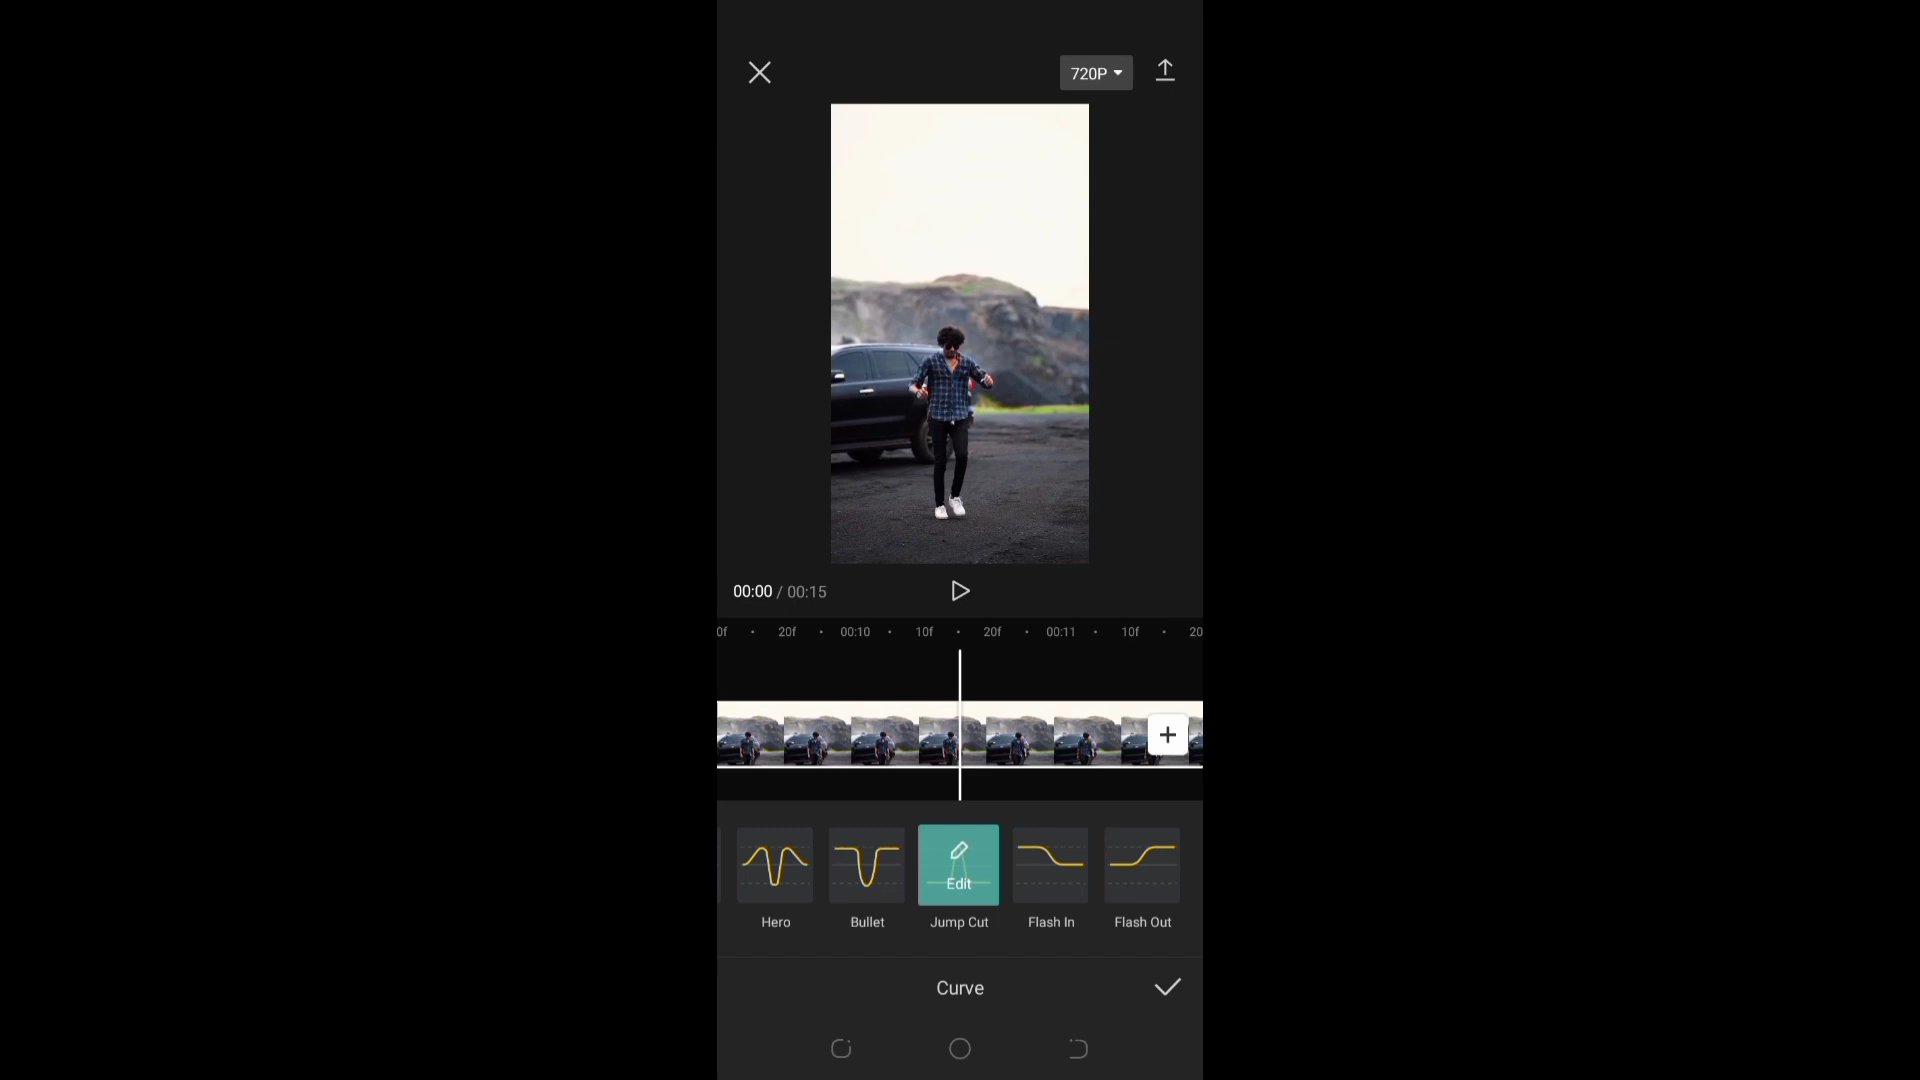 720P
00:00 / 00:15
0f 20f 00:10 10f 20f 00:11 10f 20
Edit
Hero Bullet Jump Cut Flash In Flash Out
Curve